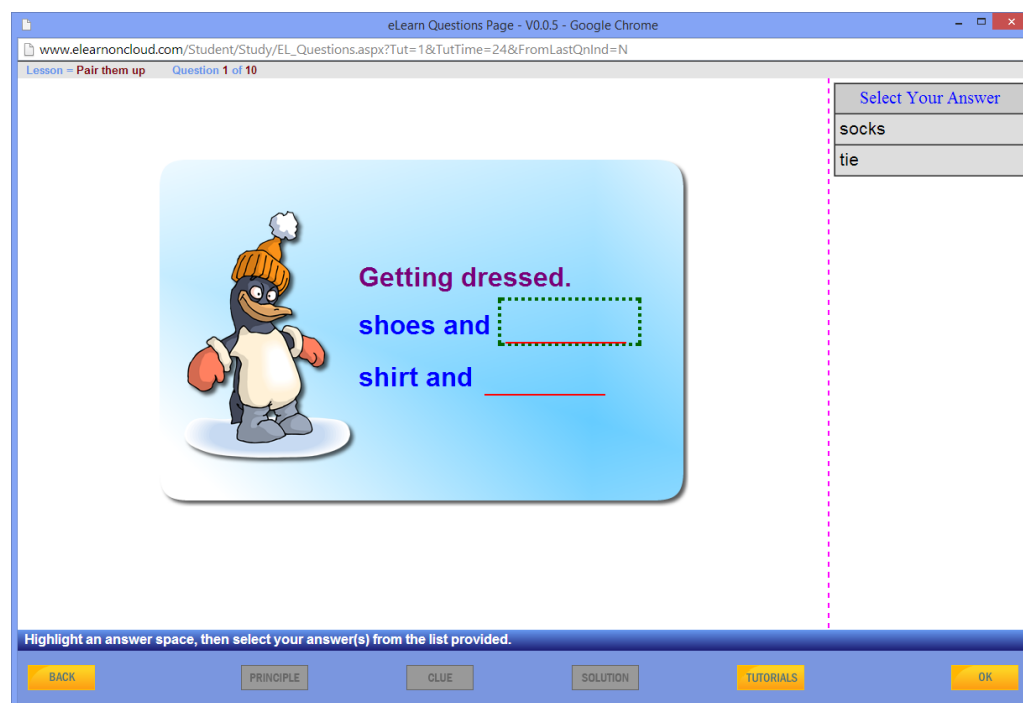 eLearn Questions Page - V0.0.5 - Google Chrome
www.elearnoncloud.com/Student/Study/EL_Questions.aspx?Tut=1&TutTime=24&FromLastQnInd=N
Lesson = Pair them up Question 1 of 10
Select Your Answer
socks
tie
Getting dressed.
shoes and
shirt and
Highlight an answer space, then select your answer(s) from the list provided.
BACK PRINCIPLE CLUE SOLUTION TUTORIALS OK